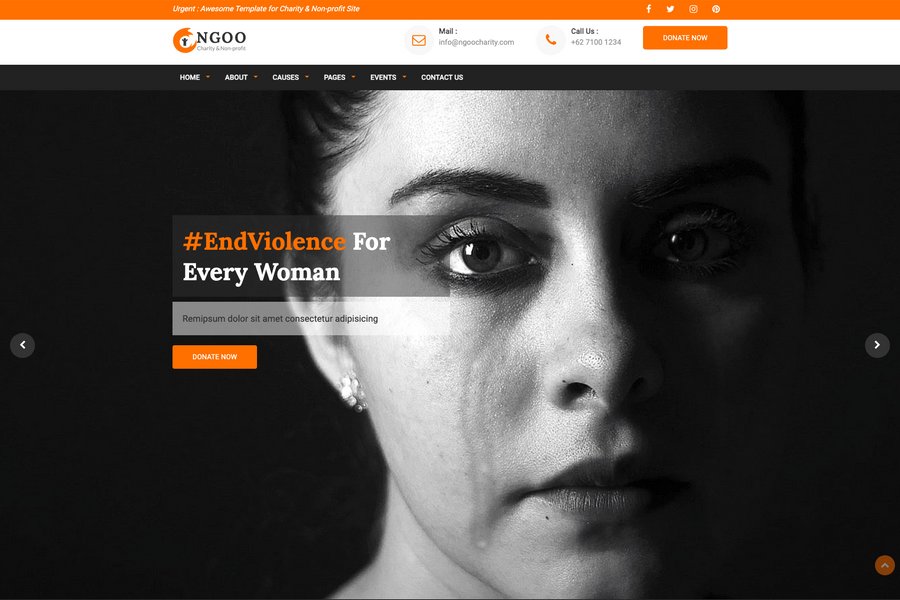 Urgent : Awesome Template for Charity & Non-profit Site
NGOO
Charity & Non-profit
Mail :
info@ngoocharity.com
Call Us :
+62 7100 1234
DONATE NOW
HOME ABOUT CAUSES PAGES EVENTS CONTACT US
#EndViolence For
Every Woman
Remipsum dolor sit amet consectetur adipisicing
DONATE NOW